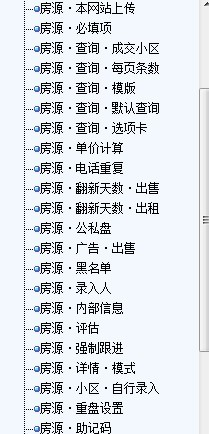 房源·本网站上传
房源·必填项
房源·查询·成交小区
房源·查询·每页条数
房源·查询·模版
房源·查询·默认查询
房源·查询·选项卡
房源·单价计算
房源·电话重复
房源·翻新天数·出售
房源·翻新天数·出租
房源·公私盘
房源·广告·出售
房源·黑名单
房源·录入人
房源·内部信息
房源·评估
房源·强制跟进
房源·详情·模式
房源·小区·自行录入
房源·重盘设置
房源·助记码